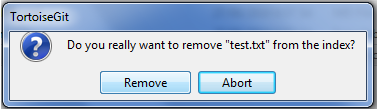 TortoiseGit
Do you really want to remove "test.txt" from the index?
Remove
Abort